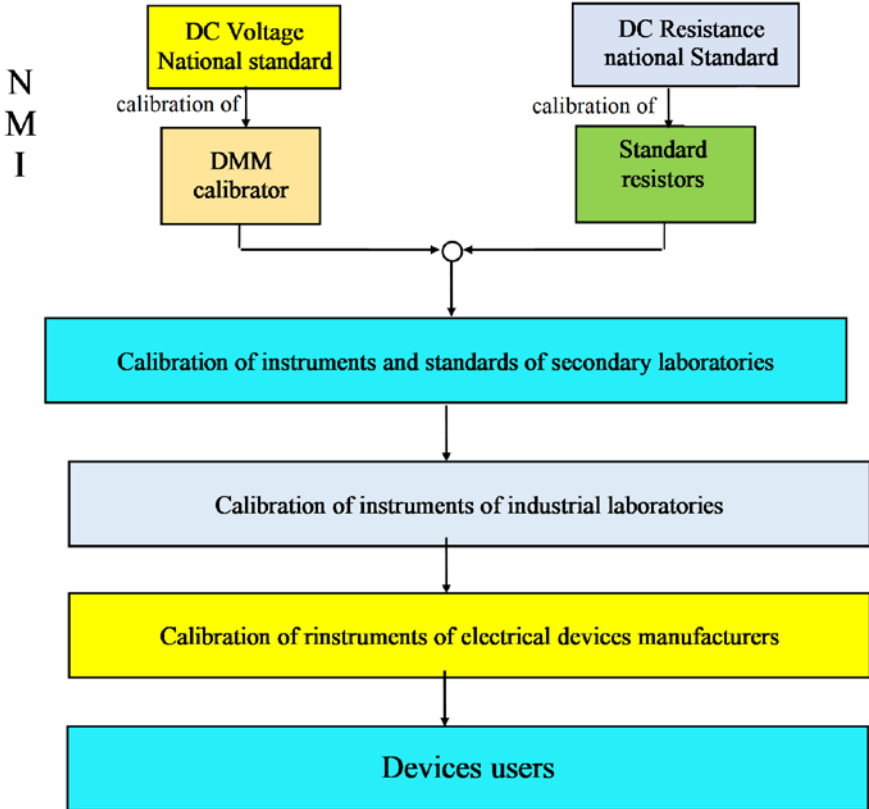 DC Voltage
National standard
DC Resistance
national Standard
N
M
I
calibration of
calibration of
DMM
calibrator
Standard
resistors
Calibration of instruments and standards of secondary laboratories
Calibration of instruments of industrial laboratories
Calibration of rinstruments of electrical devices manufacturers
Devices users